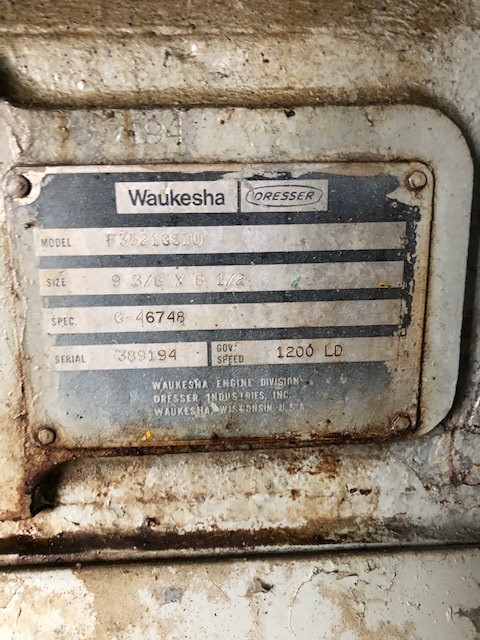 Waukesha DRESSER
MODEL F3521GSIU
SIZE 9 3/8 X 8 1/2
SPEC. G-46748
SERIAL 389194 GOV. SPEED 1200 LD
WAUKESHA ENGINE DIVISION
DRESSER INDUSTRIES, INC.
WAUKESHA, WISCONSIN, U.S.A.